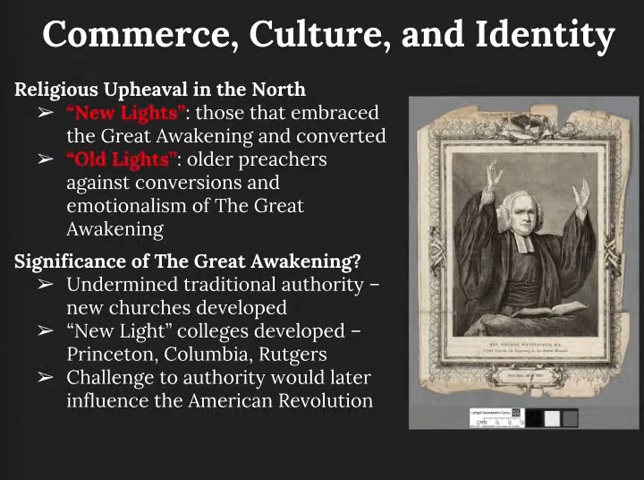 Commerce, Culture, and Identity
Religious Upheaval in the North
➢ “New Lights”: those that embraced
the Great Awakening and converted
➢ “Old Lights”: older preachers
against conversions and
emotionalism of The Great
Awakening
Significance of The Great Awakening?
➢ Undermined traditional authority –
new churches developed
➢ “New Light” colleges developed –
Princeton, Columbia, Rutgers
➢ Challenge to authority would later
influence the American Revolution